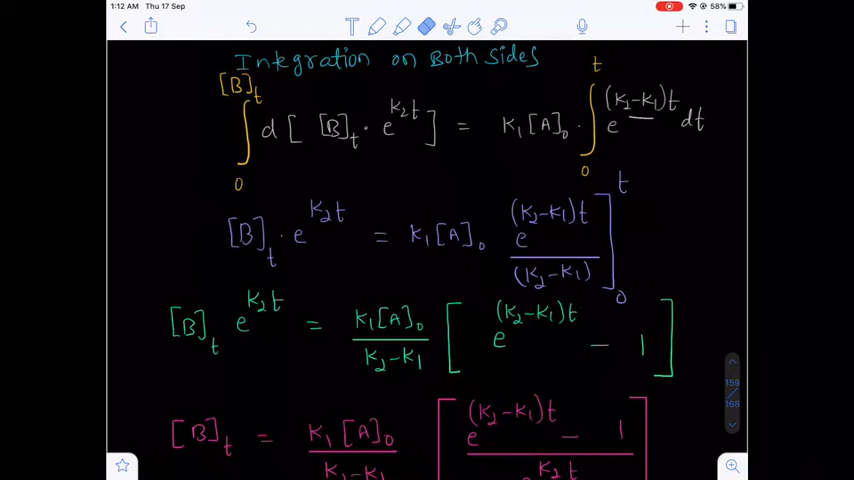 1:12 AM Thu 17 Sep
58%
Integration on Both sides
∫₀^{[B]t} d[ [B]t · e^{K2t} ] = K1[A]0 · ∫₀^{t} e^{(K2-K1)t} dt
[B]t · e^{K2t} = K1[A]0 e^{(K2-K1)t} / (K2-K1) ]₀^{t}
[B]t e^{K2t} = K1[A]0 / K2-K1 [ e^{(K2-K1)t} - 1 ]
[B]t = K1[A]0 / K2-K1 [ e^{(K2-K1)t} - 1 / e^{K2t}
159
168